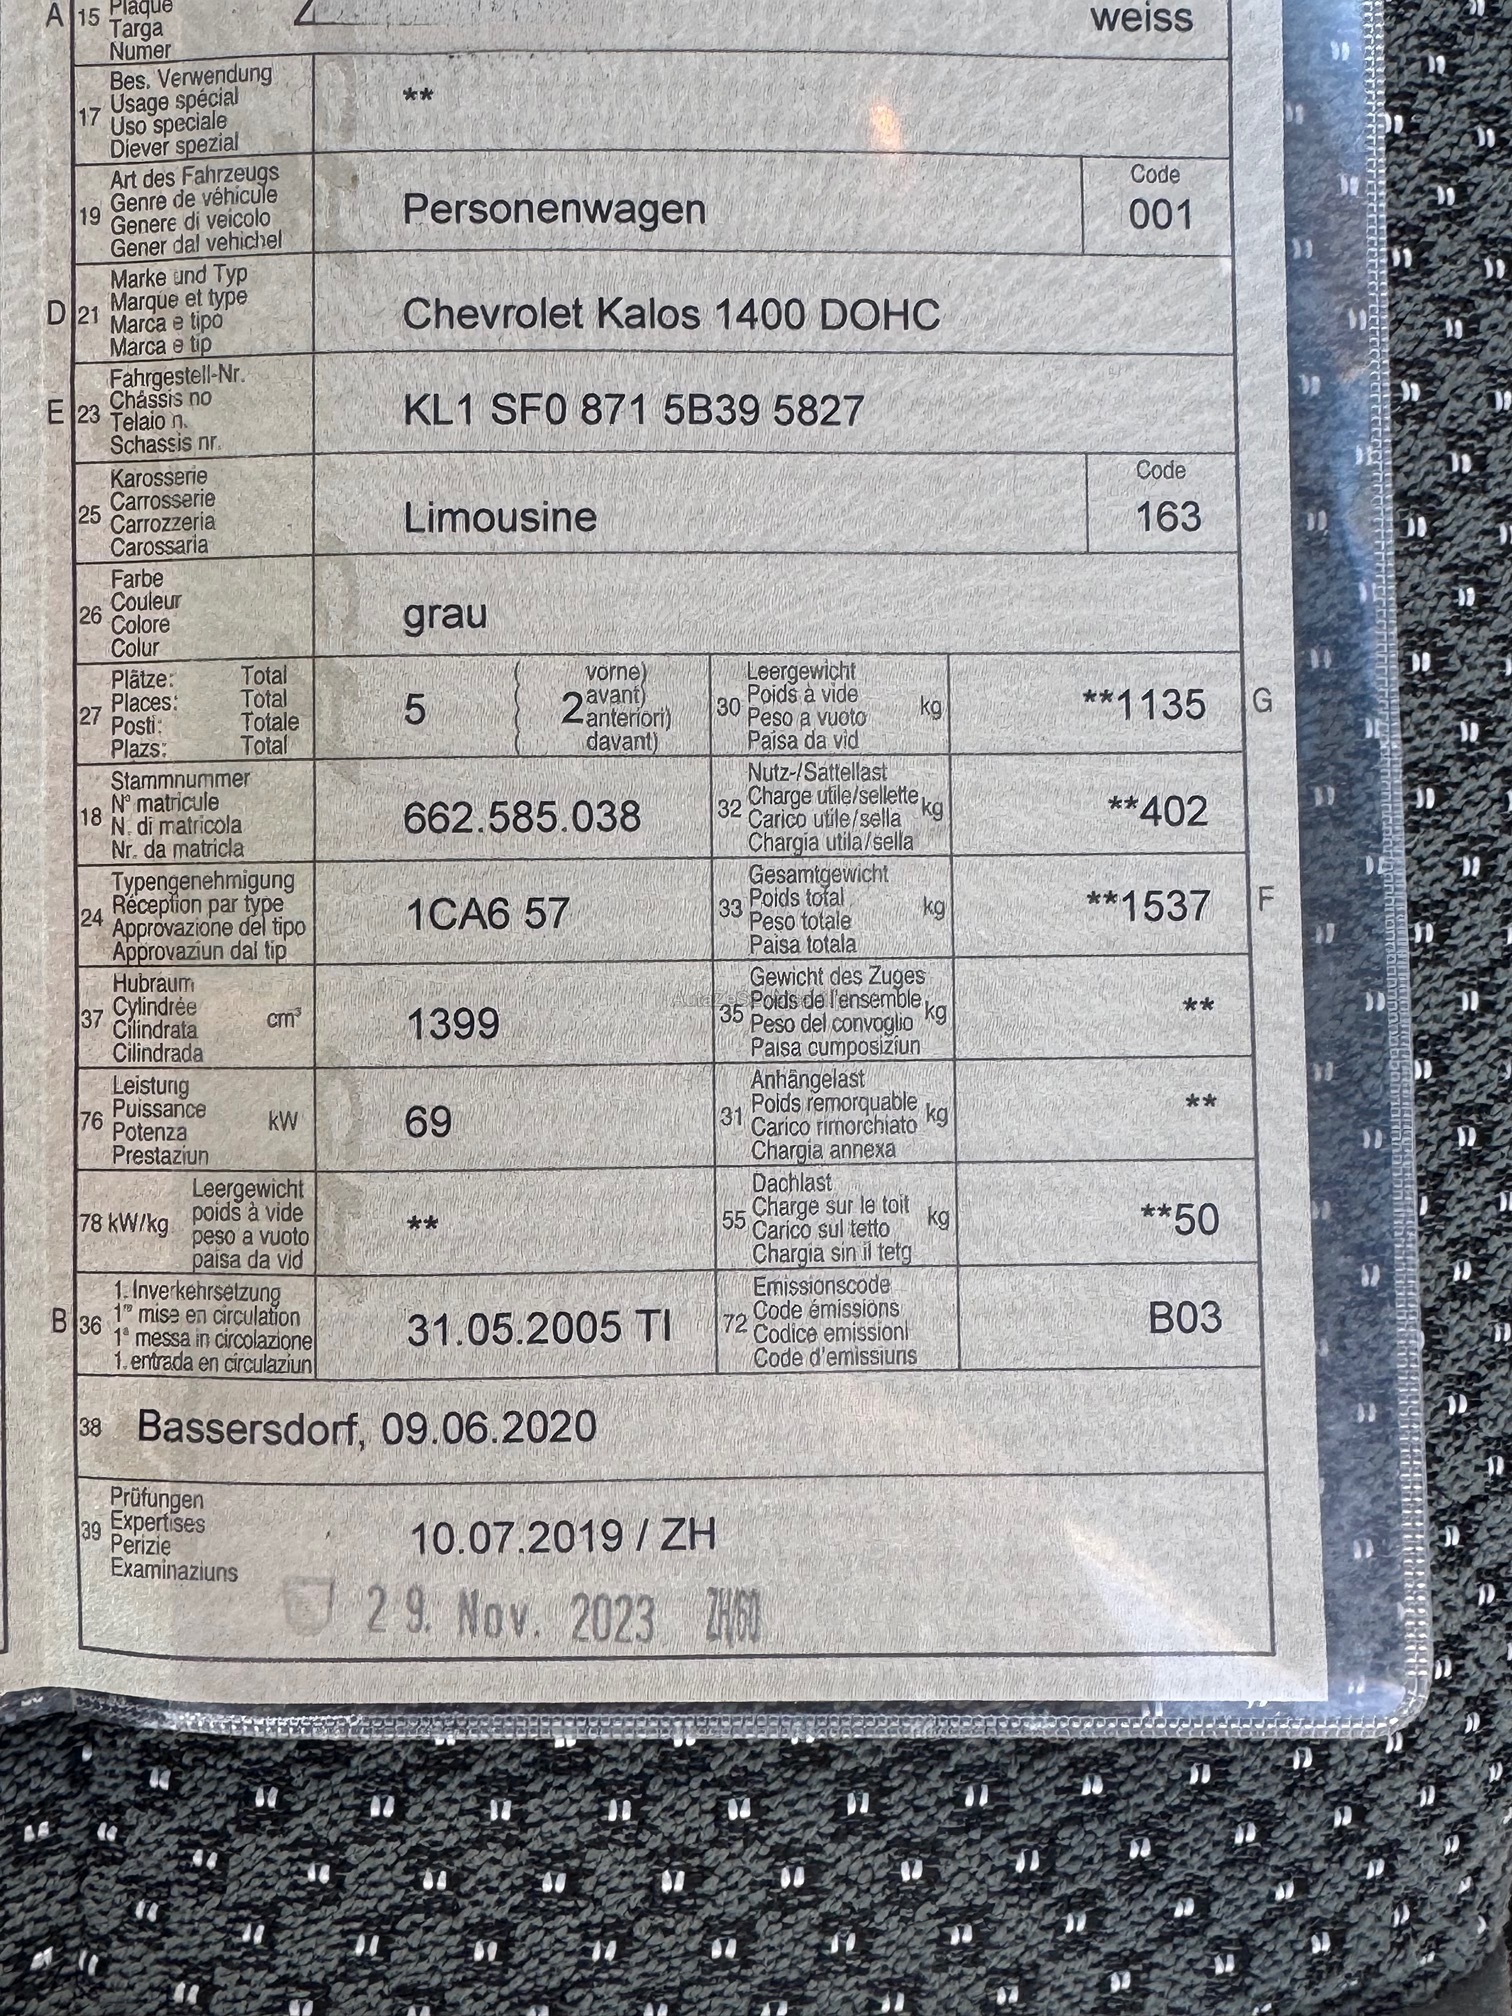 A 15 Plaque
Targa
Numer
weiss
17 Bes. Verwendung
Usage spécial
Uso speciale
Diever spezial
**
19 Art des Fahrzeugs
Genre de véhicule
Genere di veicolo
Gener dal vehichel
Personenwagen
Code
001
D 21 Marke und Typ
Marque et type
Marca e tipo
Marca e tip
Chevrolet Kalos 1400 DOHC
E 23 Fahrgestell-Nr.
Châssis no
Telaio n.
Schassis nr.
KL1 SF0 871 5B39 5827
25 Karosserie
Carrosserie
Carrozzeria
Carossaria
Limousine
Code
163
26 Farbe
Couleur
Colore
Colur
grau
27 Plätze: Total
Places: Total
Posti: Totale
Plazs: Total
5 ( 2 vorne)
avant)
anteriori)
davant)
30 Leergewicht
Poids à vide
Peso a vuoto
Paisa da vid
kg
**1135 G
18 Stammnummer
N° matricule
N. di matricola
Nr. da matricla
662.585.038
32 Nutz-/Sattellast
Charge utile/sellette
Carico utile/sella
Chargia utila/sella
kg
**402
24 Typengenehmigung
Réception par type
Approvazione del tipo
Approvaziun dal tip
1CA6 57
33 Gesamtgewicht
Poids total
Peso totale
Paisa totala
kg
**1537 F
37 Hubraum
Cylindrée
Cilindrata
Cilindrada
cm³
1399
35 Gewicht des Zuges
Poids de l'ensemble
Peso del convoglio
Paisa cumposiziun
kg
**
76 Leistung
Puissance
Potenza
Prestaziun
kW
69
31 Anhängelast
Poids remorquable
Carico rimorchiato
Chargia annexa
kg
**
78 kW/kg Leergewicht
poids à vide
peso a vuoto
paisa da vid
**
55 Dachlast
Charge sur le toit
Carico sul tetto
Chargia sin il tetg
kg
**50
B 36 1. Inverkehrsetzung
1re mise en circulation
1a messa in circolazione
1. entrada en circulaziun
31.05.2005 TI
72 Emissionscode
Code émissions
Codice emissioni
Code d'emissiuns
B03
38 Bassersdorf, 09.06.2020
39 Prüfungen
Expertises
Perizie
Examinaziuns
10.07.2019 / ZH
29. Nov. 2023 ZH/60